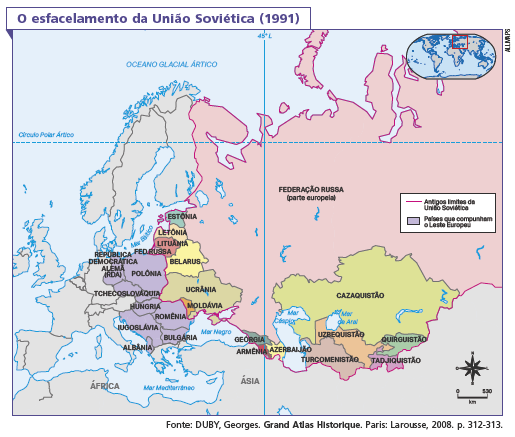 O esfacelamento da União Soviética (1991)
ALLMAPS
45° L
OCEANO GLACIAL ÁRTICO
Círculo Polar Ártico
FEDERAÇÃO RUSSA
(parte europeia)
Antigos limites da
União Soviética
Países que compunham
o Leste Europeu
ESTÔNIA
Mar Báltico
LETÔNIA
LITUÂNIA
FED.RUSSA
BELARUS
REPÚBLICA
DEMOCRÁTICA
ALEMÃ
(RDA)
POLÔNIA
UCRÂNIA
TCHECOSLOVÁQUIA
MOLDÁVIA
HUNGRIA
ROMÊNIA
IUGOSLÁVIA
BULGÁRIA
ALBÂNIA
Mar Negro
CAZAQUISTÃO
Mar
Cáspio
Mar
de Aral
UZBEQUISTÃO
GEÓRGIA
ARMÊNIA
AZERBAIJÃO
TURCOMENISTÃO
QUIRGUISTÃO
TADJIQUISTÃO
ÁFRICA
Mar Mediterrâneo
ÁSIA
0 530
km
Fonte: DUBY, Georges. Grand Atlas Historique. Paris: Larousse, 2008. p. 312-313.